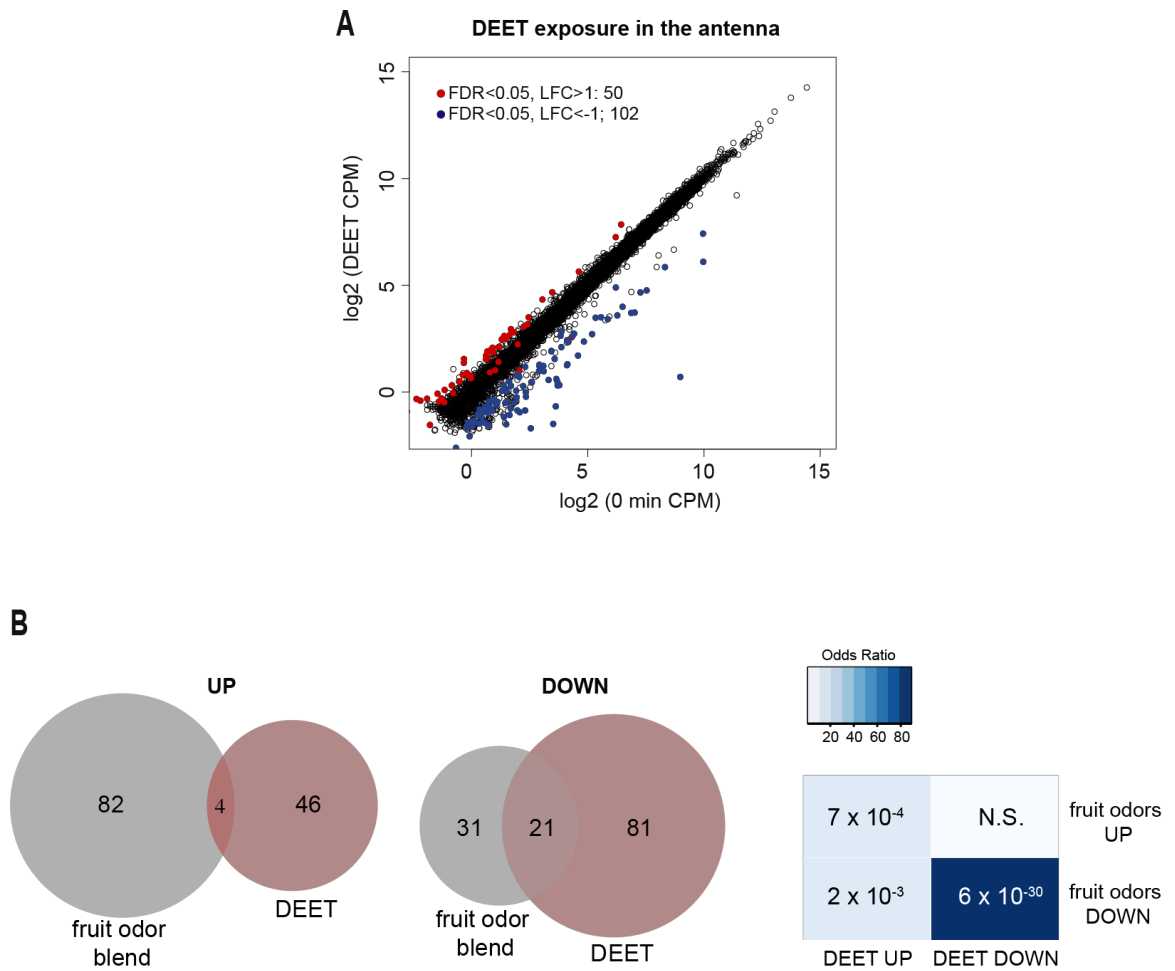 A
DEET exposure in the antenna
FDR<0.05, LFC>1: 50
FDR<0.05, LFC<-1; 102
log2 (DEET CPM)
15
10
5
0
0 5 10 15
log2 (0 min CPM)
B
UP
82 4 46
fruit odor
blend
DEET
DOWN
31 21 81
fruit odor
blend
DEET
Odds Ratio
20 40 60 80
7 x 10⁻⁴ N.S.
fruit odors
UP
2 x 10⁻³ 6 x 10⁻³⁰
fruit odors
DOWN
DEET UP DEET DOWN